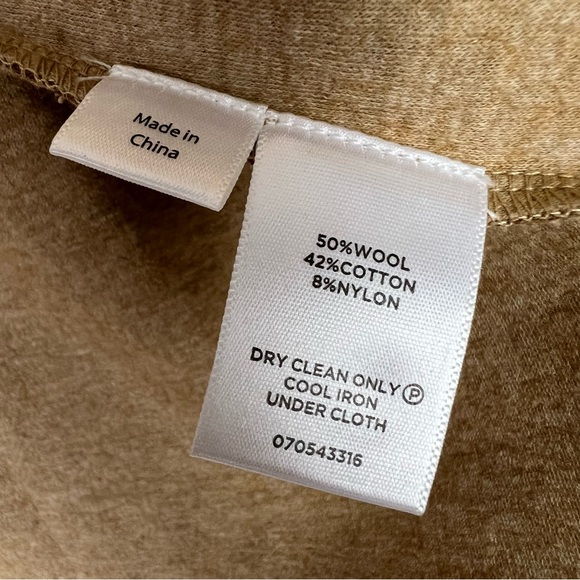 Made in
China
50%WOOL
42%COTTON
8%NYLON
DRY CLEAN ONLY Ⓟ
COOL IRON
UNDER CLOTH
070543316